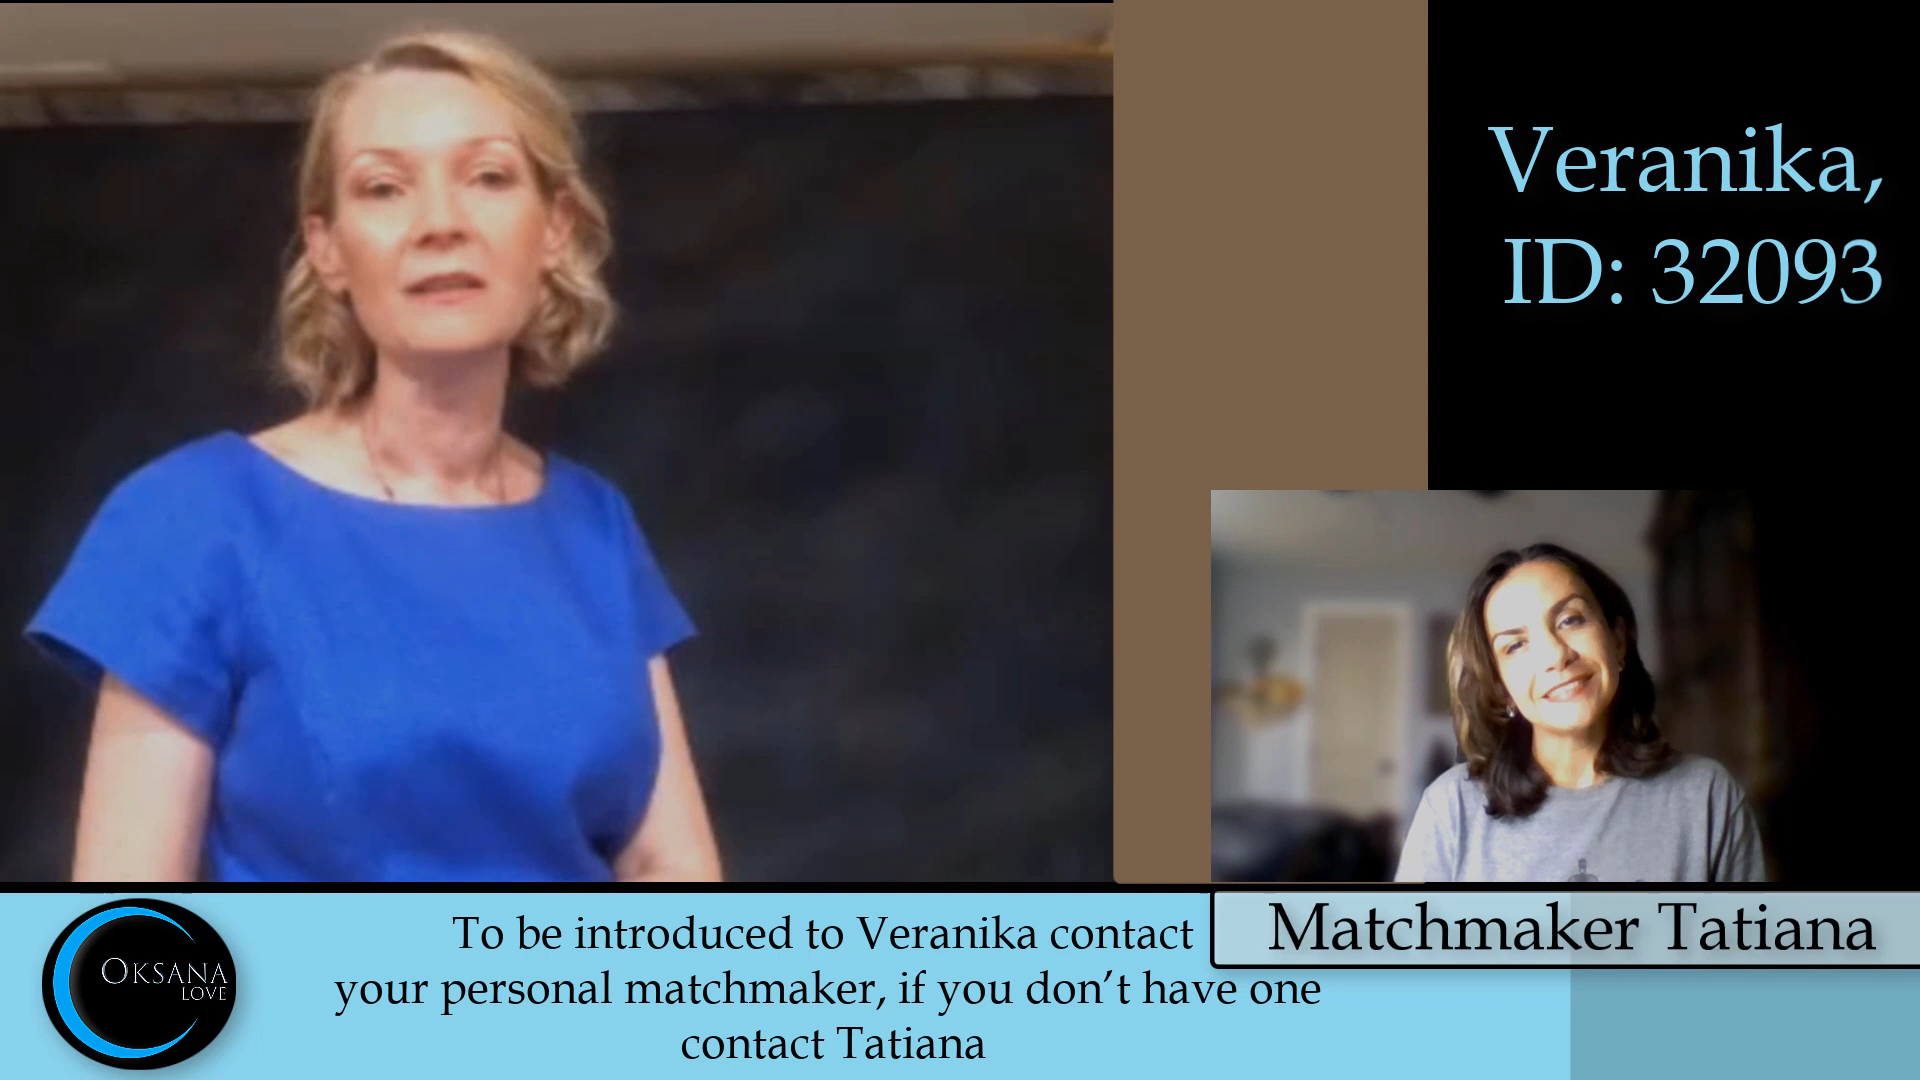 Veranika,
ID: 32093
Matchmaker Tatiana
To be introduced to Veranika contact
your personal matchmaker, if you don’t have one
contact Tatiana
OKSANA
LOVE